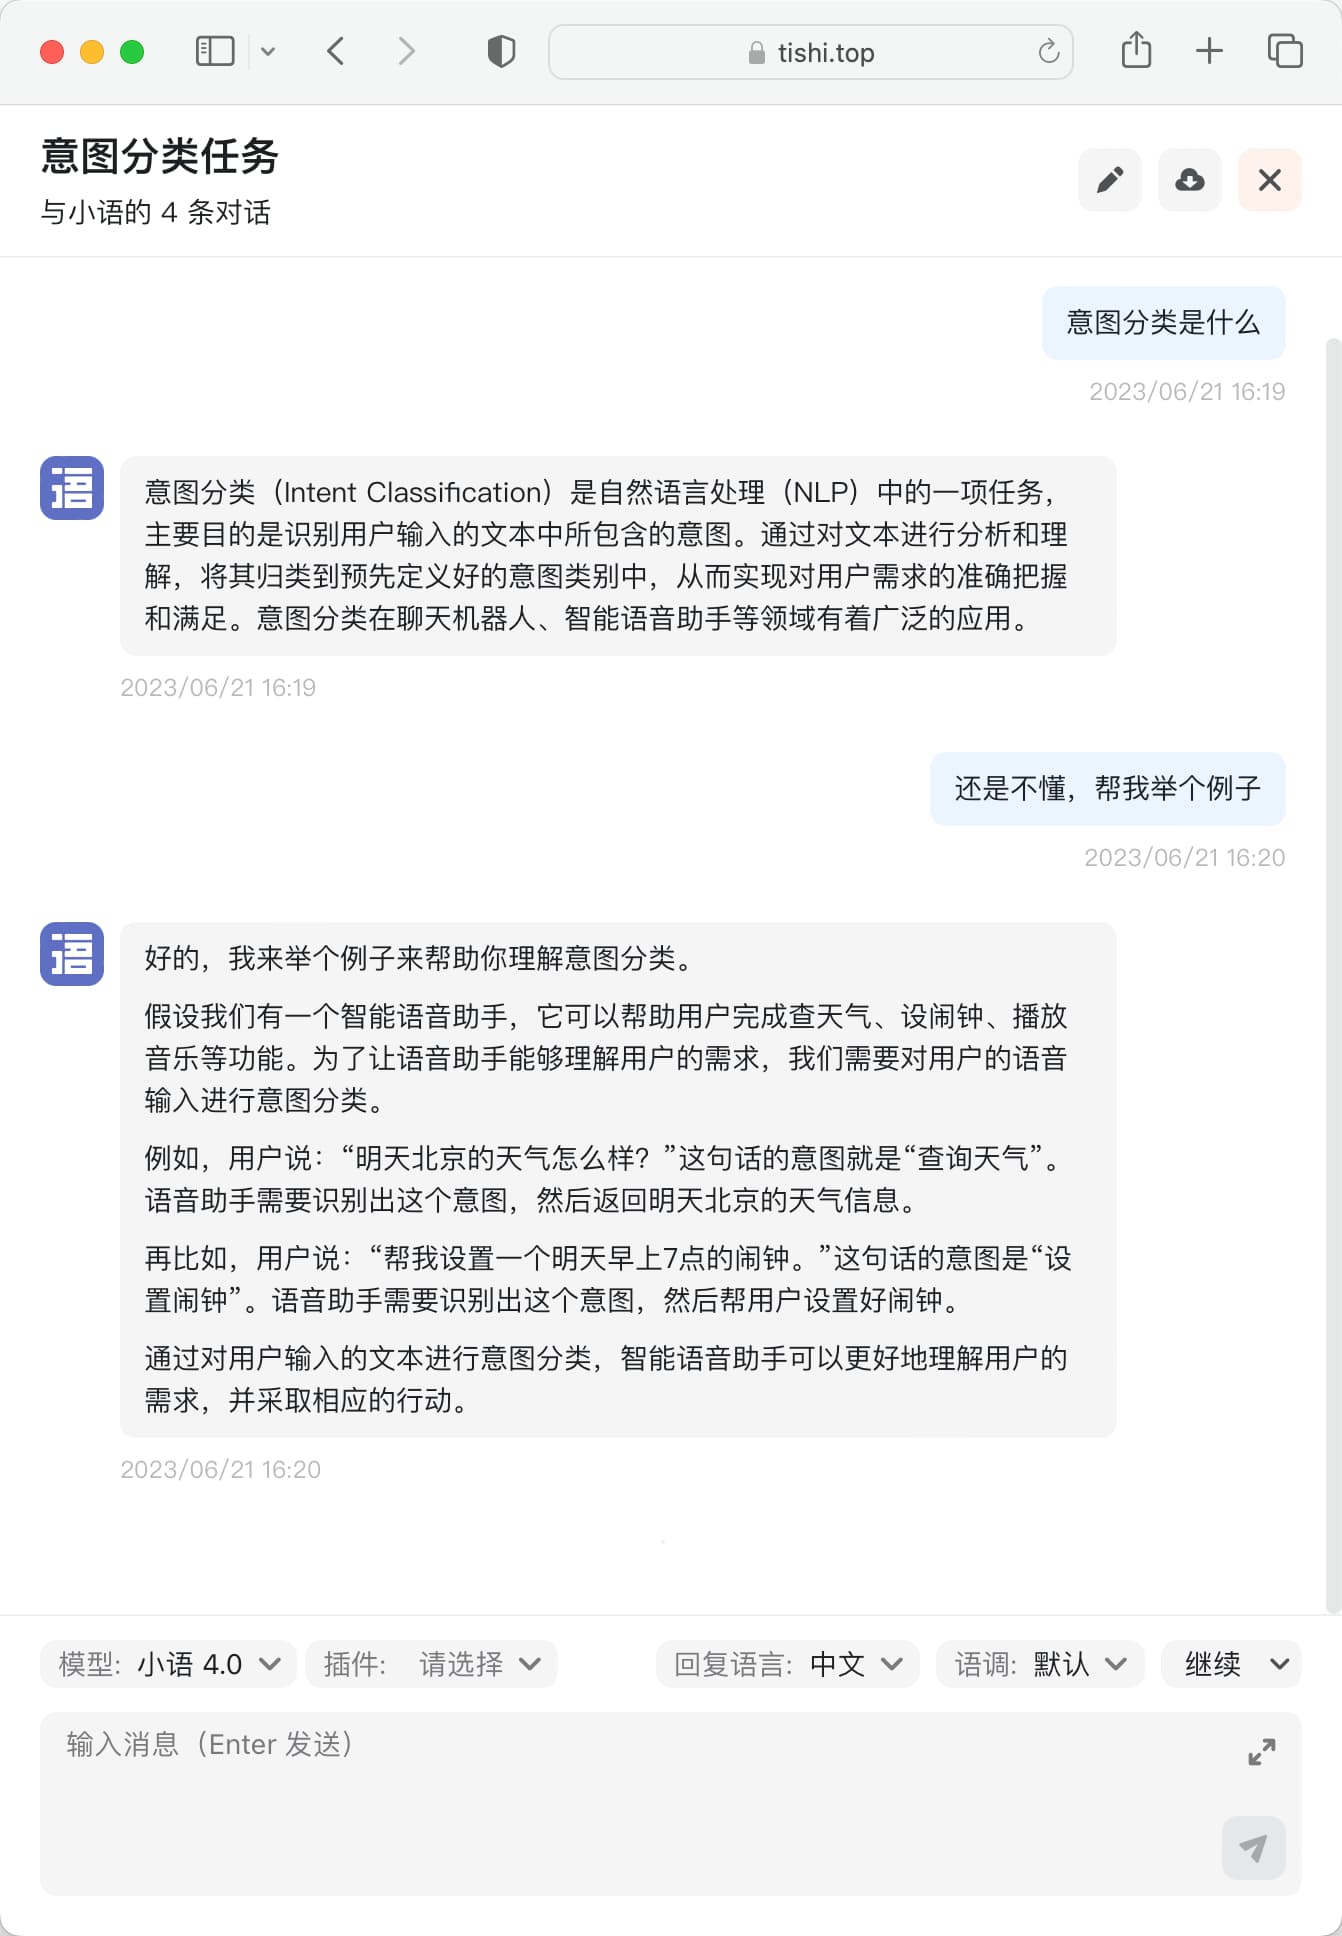 tishi.top
意图分类任务
与小语的 4 条对话
意图分类是什么
2023/06/21 16:19
语
意图分类（Intent Classification）是自然语言处理（NLP）中的一项任务，
主要目的是识别用户输入的文本中所包含的意图。通过对文本进行分析和理
解，将其归类到预先定义好的意图类别中，从而实现对用户需求的准确把握
和满足。意图分类在聊天机器人、智能语音助手等领域有着广泛的应用。
2023/06/21 16:19
还是不懂，帮我举个例子
2023/06/21 16:20
语
好的，我来举个例子来帮助你理解意图分类。
假设我们有一个智能语音助手，它可以帮助用户完成查天气、设闹钟、播放
音乐等功能。为了让语音助手能够理解用户的需求，我们需要对用户的语音
输入进行意图分类。
例如，用户说：“明天北京的天气怎么样？”这句话的意图就是“查询天气”。
语音助手需要识别出这个意图，然后返回明天北京的天气信息。
再比如，用户说：“帮我设置一个明天早上7点的闹钟。”这句话的意图是“设
置闹钟”。语音助手需要识别出这个意图，然后帮用户设置好闹钟。
通过对用户输入的文本进行意图分类，智能语音助手可以更好地理解用户的
需求，并采取相应的行动。
2023/06/21 16:20
模型: 小语 4.0 插件: 请选择 回复语言: 中文 语调: 默认 继续
输入消息（Enter 发送）